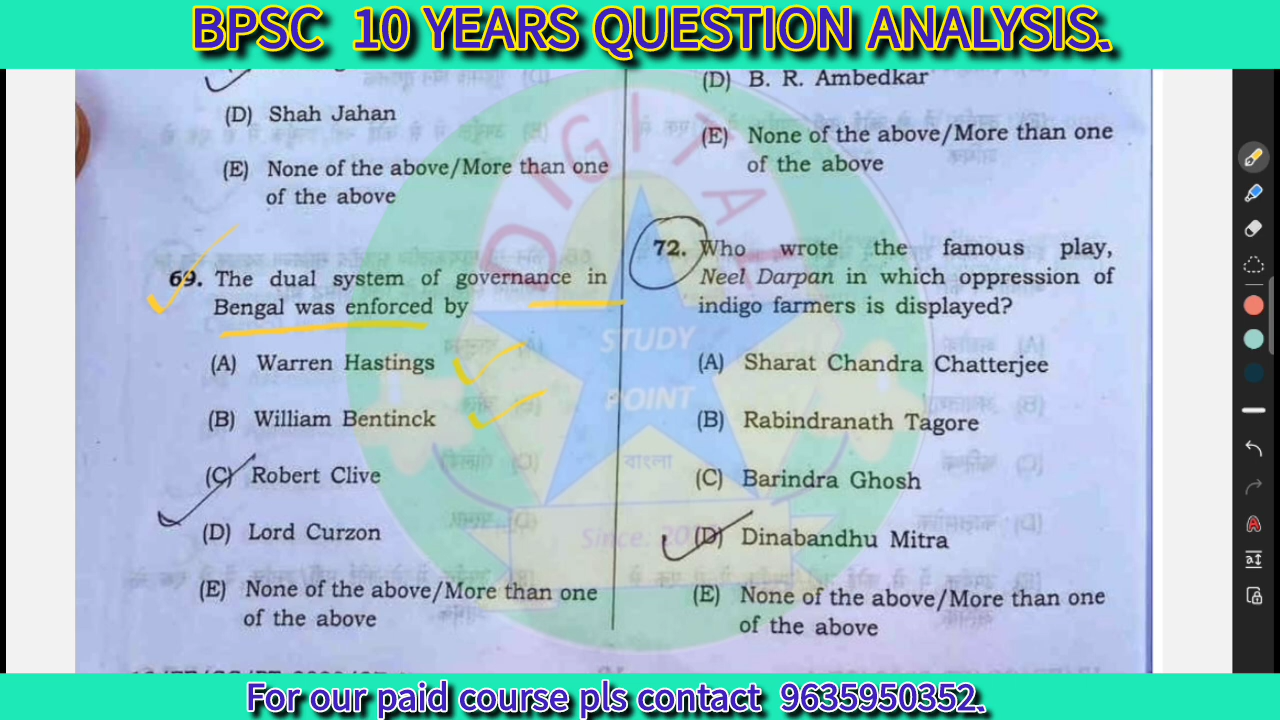 BPSC 10 YEARS QUESTION ANALYSIS.
(D) Shah Jahan
(E) None of the above/More than one
of the above
69. The dual system of governance in
Bengal was enforced by
(A) Warren Hastings
(B) William Bentinck
(C) Robert Clive
(D) Lord Curzon
(E) None of the above/More than one
of the above
(D) B. R. Ambedkar
(E) None of the above/More than one
of the above
72. Who wrote the famous play,
Neel Darpan in which oppression of
indigo farmers is displayed?
(A) Sharat Chandra Chatterjee
(B) Rabindranath Tagore
(C) Barindra Ghosh
(D) Dinabandhu Mitra
(E) None of the above/More than one
of the above
DIGITAL
STUDY
POINT
বাংলা
Since:
For our paid course pls contact 9635950352.